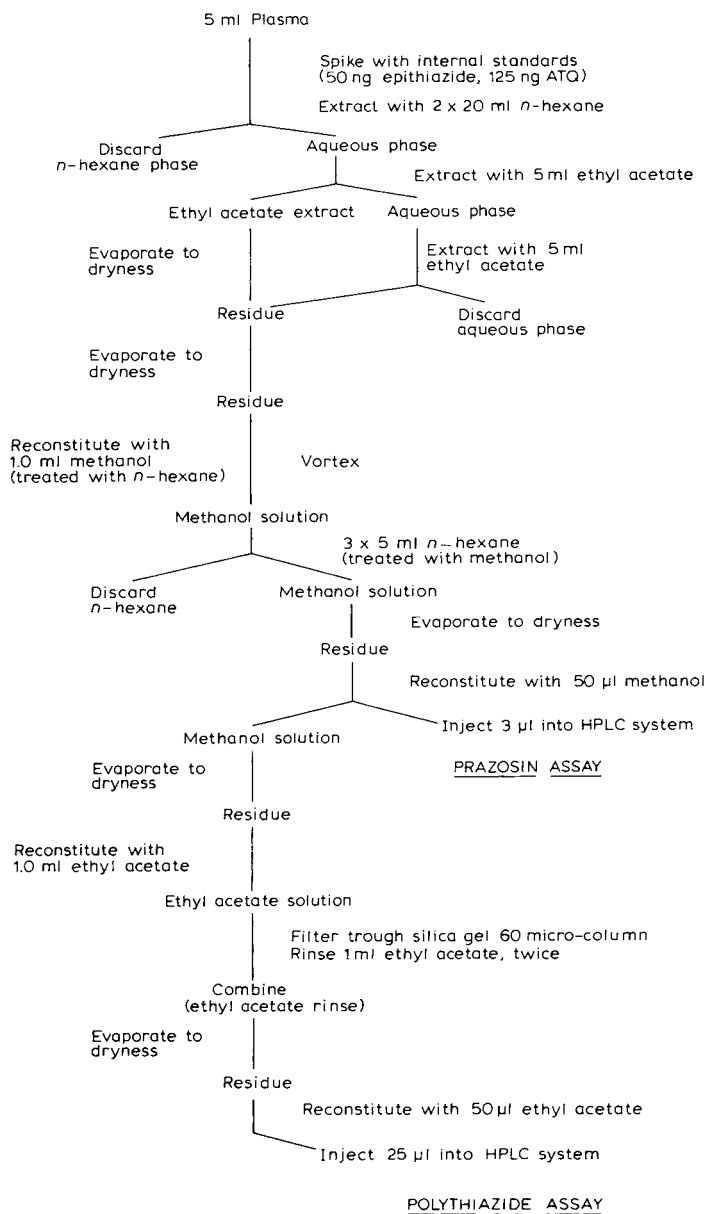 5 ml Plasma
Spike with internal standards
(50 ng epithiazide, 125 ng ATQ)
Extract with 2 x 20 ml n-hexane
Discard
n-hexane phase
Aqueous phase
Extract with 5 ml ethyl acetate
Ethyl acetate extract
Aqueous phase
Evaporate to
dryness
Extract with 5 ml
ethyl acetate
Residue
Discard
aqueous phase
Evaporate to
dryness
Residue
Reconstitute with
1.0 ml methanol
(treated with n-hexane)
Vortex
Methanol solution
3 x 5 ml n-hexane
(treated with methanol)
Discard
n-hexane
Methanol solution
Evaporate to dryness
Residue
Reconstitute with 50 µl methanol
Methanol solution
Inject 3 µl into HPLC system
PRAZOSIN ASSAY
Evaporate to
dryness
Residue
Reconstitute with
1.0 ml ethyl acetate
Ethyl acetate solution
Filter trough silica gel 60 micro-column
Rinse 1 ml ethyl acetate, twice
Combine
(ethyl acetate rinse)
Evaporate to
dryness
Residue
Reconstitute with 50 µl ethyl acetate
Inject 25 µl into HPLC system
POLYTHIAZIDE ASSAY